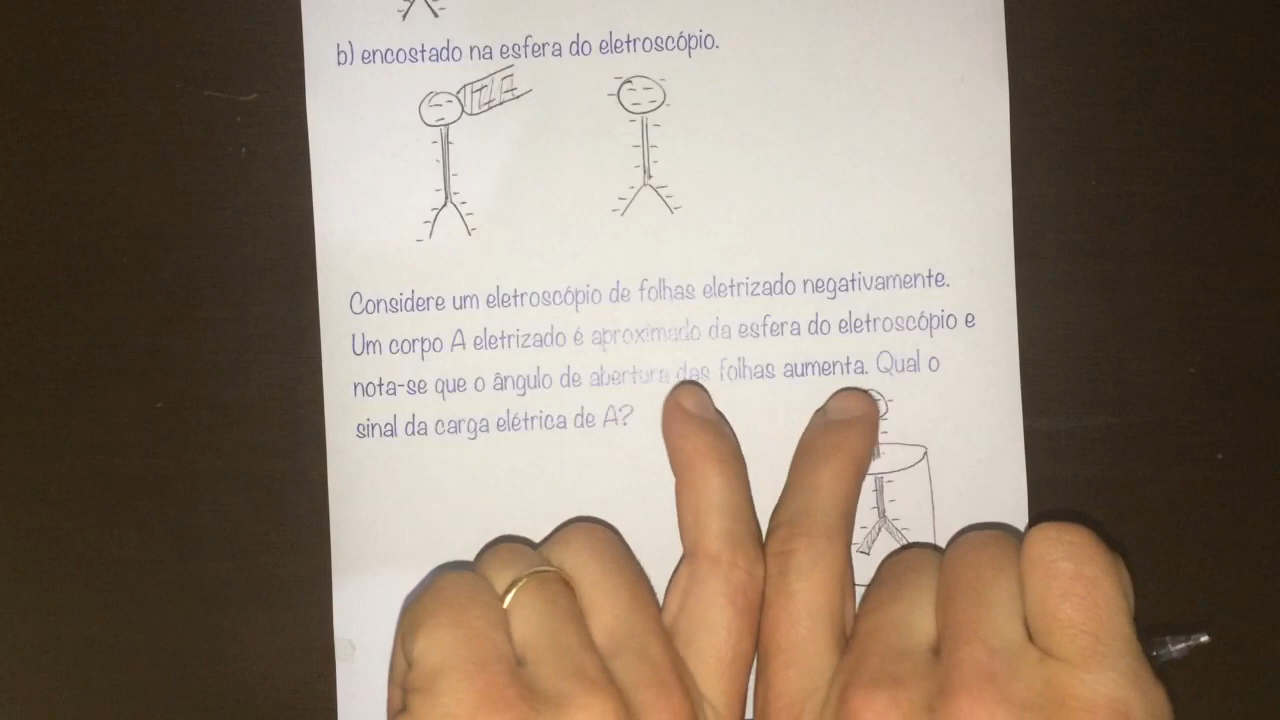 b) encostado na esfera do eletroscópio.
Considere um eletroscópio de folhas eletrizado negativamente.
Um corpo A eletrizado é aproximado da esfera do eletroscópio e
nota-se que o ângulo de abertura das folhas aumenta. Qual o
sinal da carga elétrica de A?